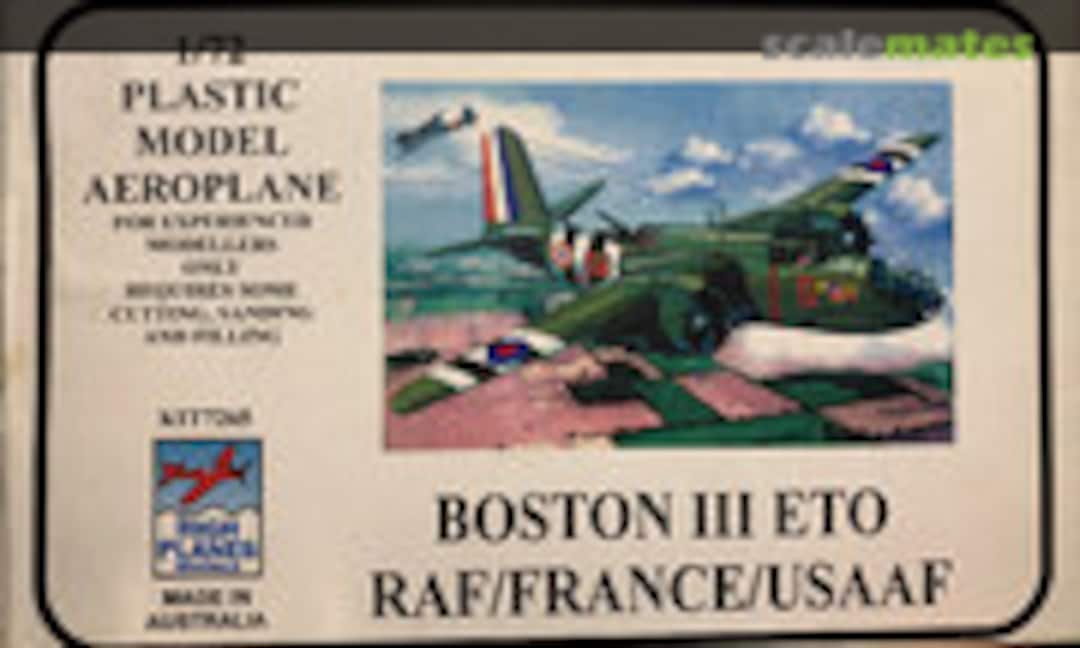 scalemates
1/72
PLASTIC
MODEL
AEROPLANE
FOR EXPERIENCED
MODELLERS
ONLY
REQUIRES SOME
CUTTING, SANDING
AND FILLING
HIGH
PLANES
MODELS
MADE IN
AUSTRALIA
BOSTON III ETO
RAF/FRANCE/USAAF